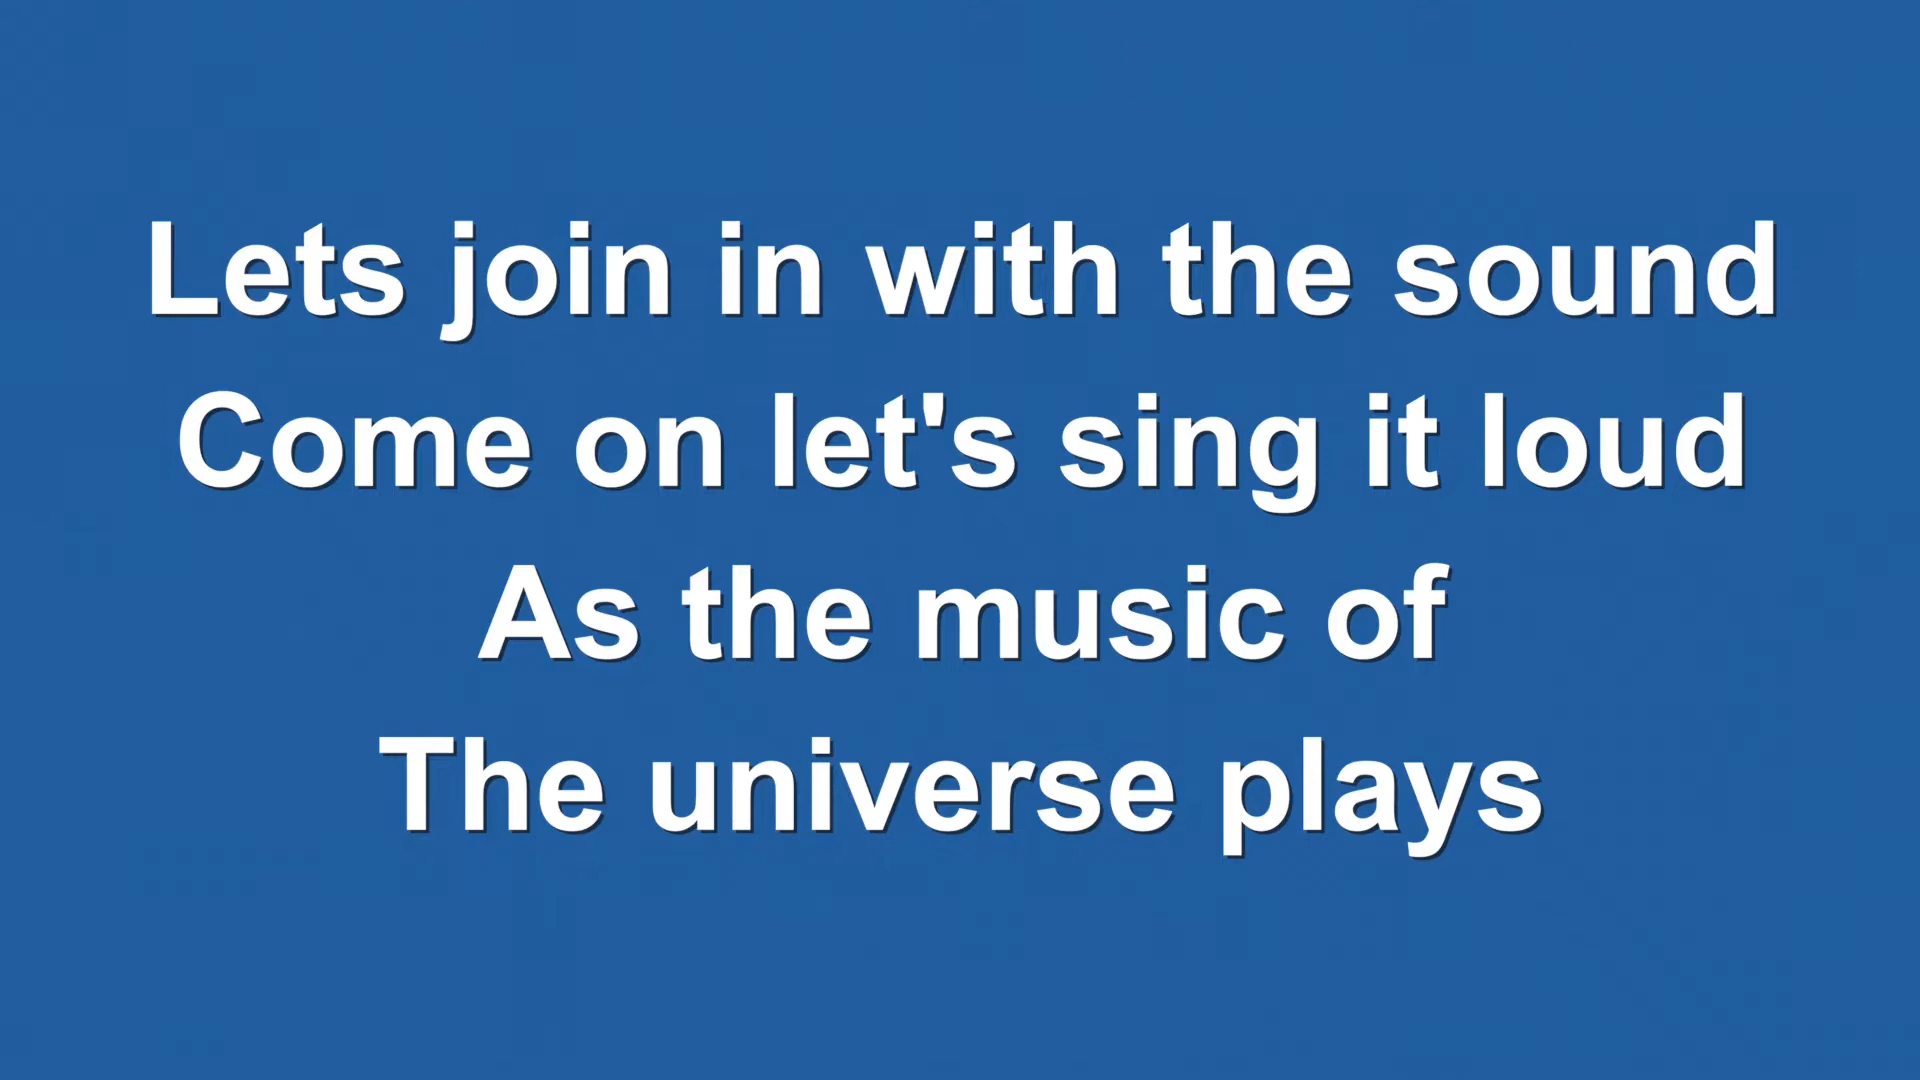 Lets join in with the sound
Come on let's sing it loud
As the music of
The universe plays